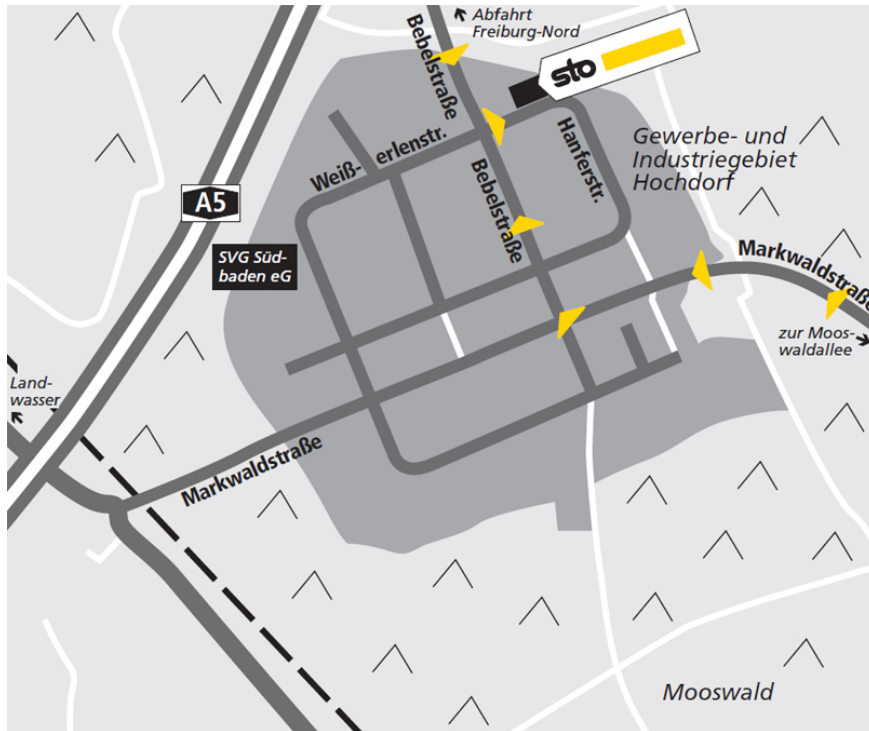 Abfahrt
Freiburg-Nord
Bebelstraße
sto
Weiß-
erlenstr.
Hanferstr.
Gewerbe- und
Industriegebiet
Hochdorf
A5
Bebelstraße
SVG Süd-
baden eG
Markwaldstraße
zur Moos-
waldallee
Land-
wasser
Markwaldstraße
Mooswald